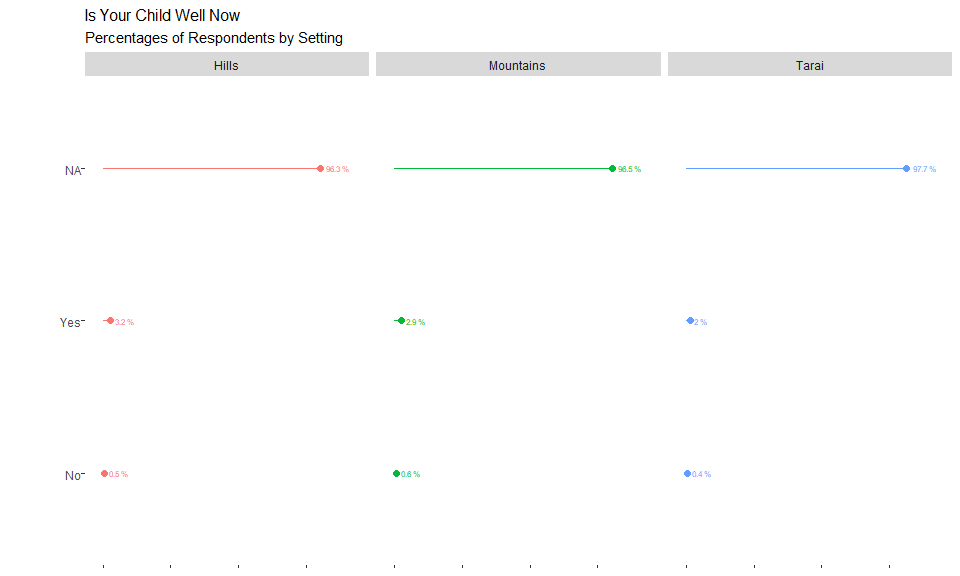 Is Your Child Well Now
Percentages of Respondents by Setting
Hills Mountains Tarai
NA 96.3 % 96.5 % 97.7 %
Yes 3.2 % 2.9 % 2 %
No 0.5 % 0.6 % 0.4 %